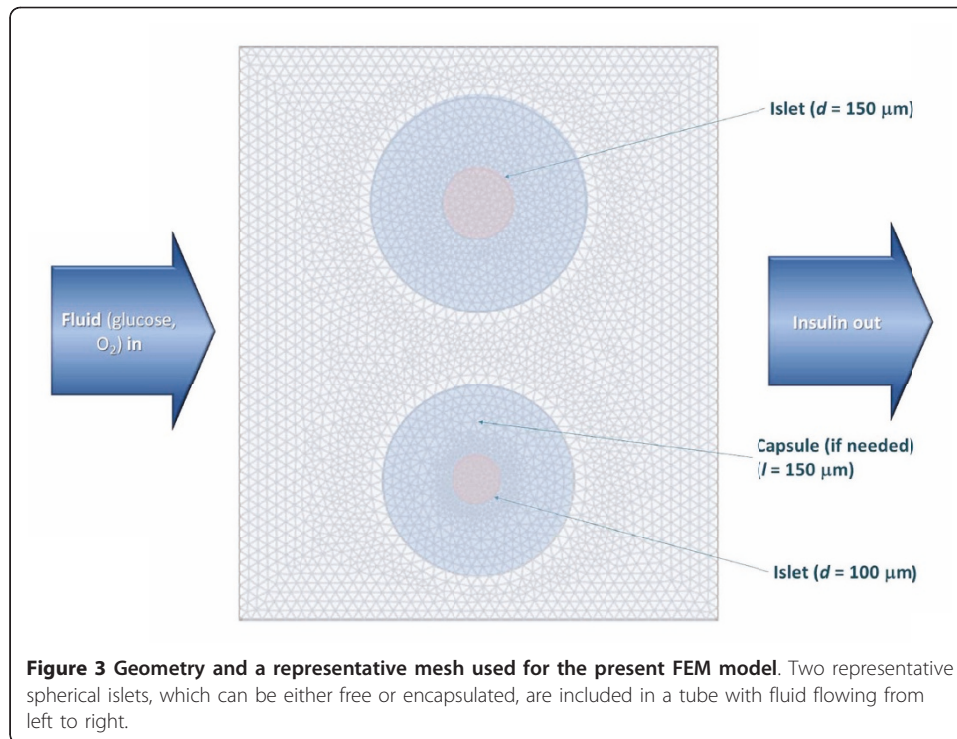 Islet (d = 150 μm)
Fluid (glucose,
O₂) in
Insulin out
Capsule (if needed)
(l = 150 μm)
Islet (d = 100 μm)
Figure 3 Geometry and a representative mesh used for the present FEM model. Two representative
spherical islets, which can be either free or encapsulated, are included in a tube with fluid flowing from
left to right.